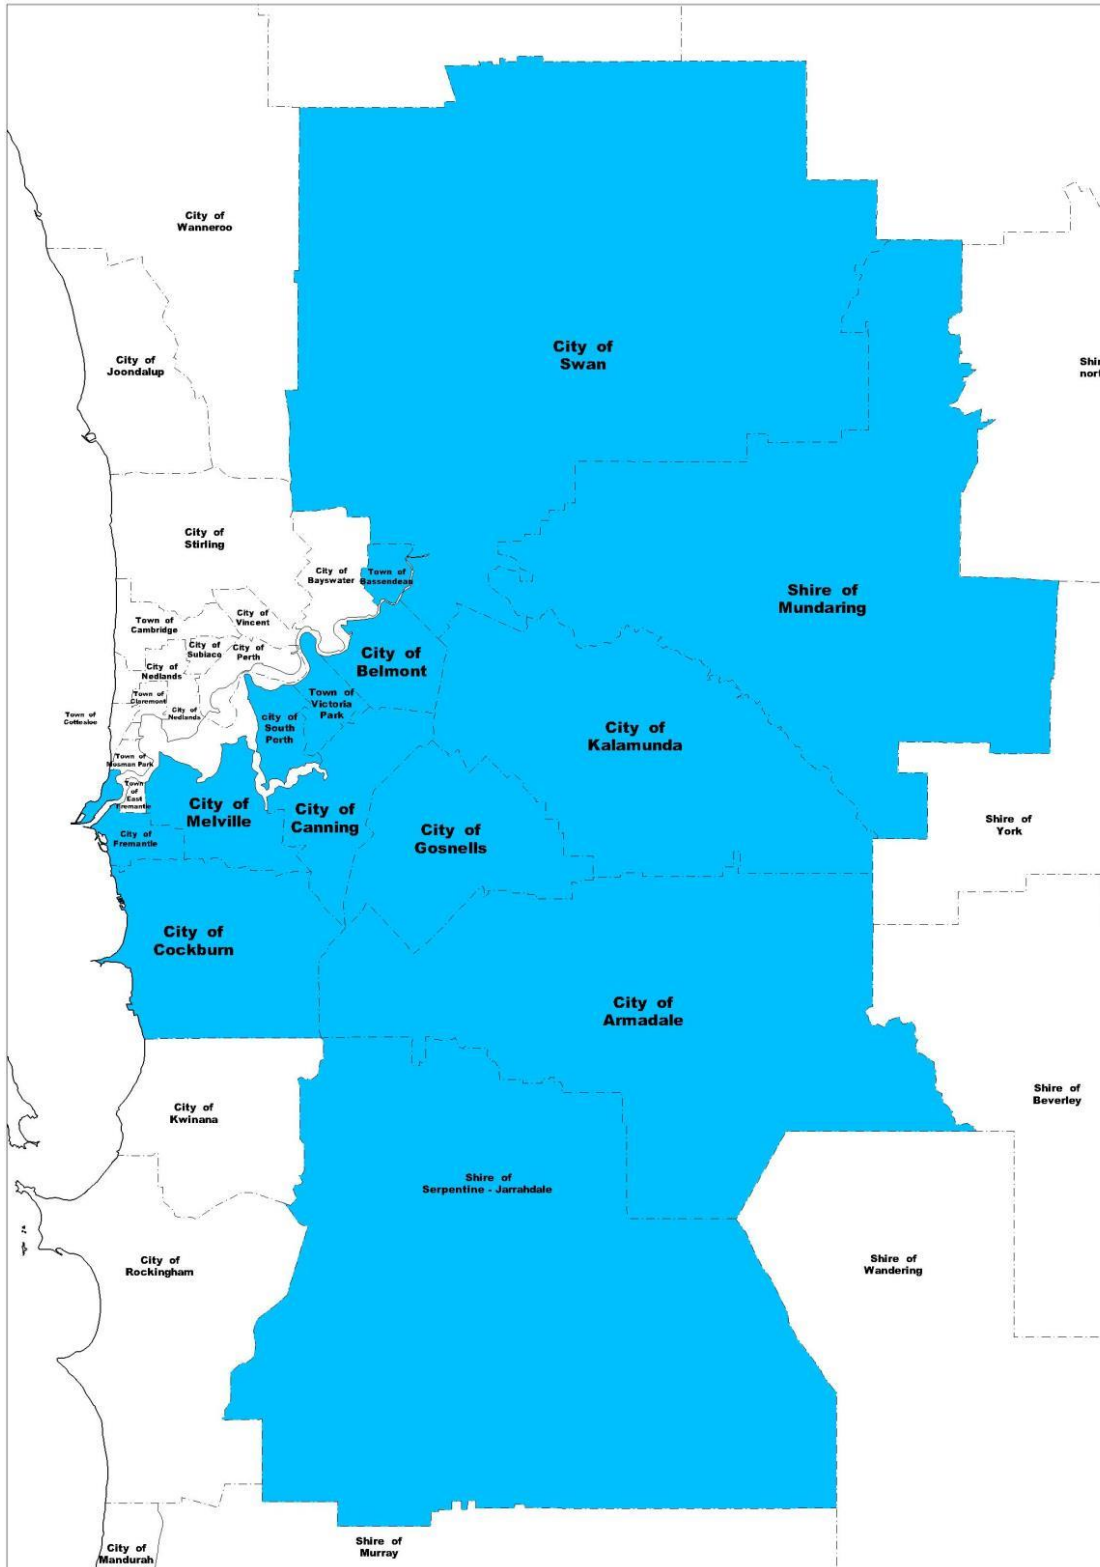 City of
Wanneroo
City of
Joondalup
City of
Swan
Shir
nort
City of
Stirling
City of
Bayswater
Town of
Bassendean
Shire of
Mundaring
Town of
Cambridge
City of
Vincent
City of
Subiaco
City of
Perth
City of
Nedlands
City of
Belmont
Town of
Claremont
City of
Nedlands
Town of
Victoria
Park
Town of
Cottesloe
city of
South
Perth
City of
Kalamunda
Town of
Mosman Park
Town
of
East
Fremantle
City of
Melville
City of
Canning
City of
Gosnells
City of
Fremantle
Shire of
York
City of
Cockburn
City of
Armadale
City of
Kwinana
Shire of
Beverley
Shire of
Serpentine - Jarrahdale
City of
Rockingham
Shire of
Wandering
City of
Mandurah
Shire of
Murray